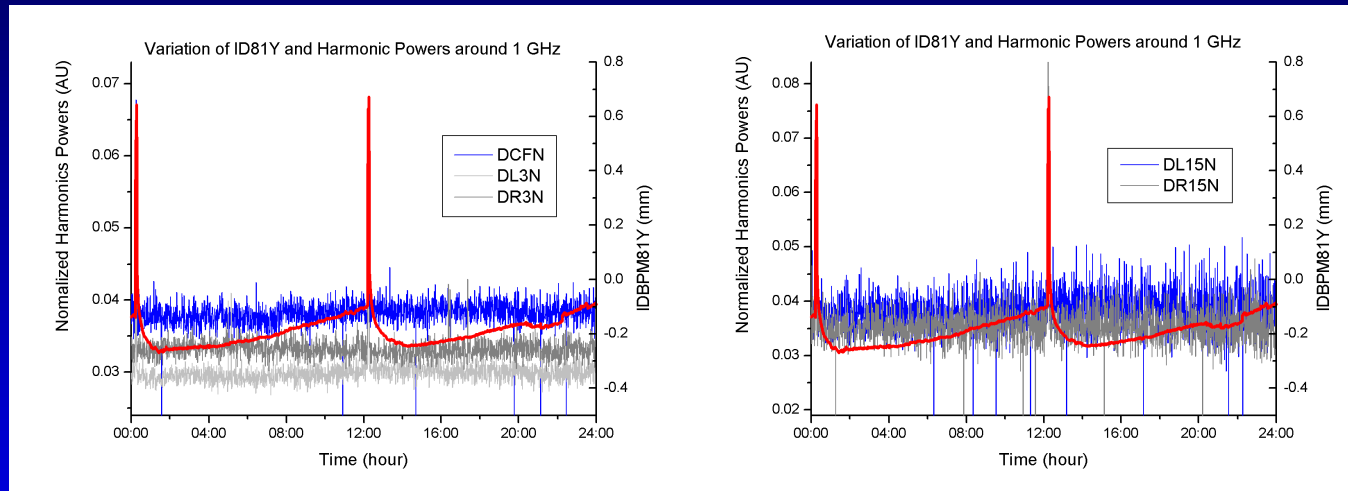 Variation of ID81Y and Harmonic Powers around 1 GHz
Normalized Harmonics Powers (AU)
0.07
0.06
0.05
0.04
0.03
0.8
0.6
0.4
0.2
0.0
-0.2
-0.4
IDBPM81Y (mm)
DCFN
DL3N
DR3N
00:00 04:00 08:00 12:00 16:00 20:00 24:00
Time (hour)
Variation of ID81Y and Harmonic Powers around 1 GHz
Normalized Harmonics Powers (AU)
0.08
0.07
0.06
0.05
0.04
0.03
0.02
0.8
0.6
0.4
0.2
0.0
-0.2
-0.4
IDBPM81Y (mm)
DL15N
DR15N
00:00 04:00 08:00 12:00 16:00 20:00 24:00
Time (hour)